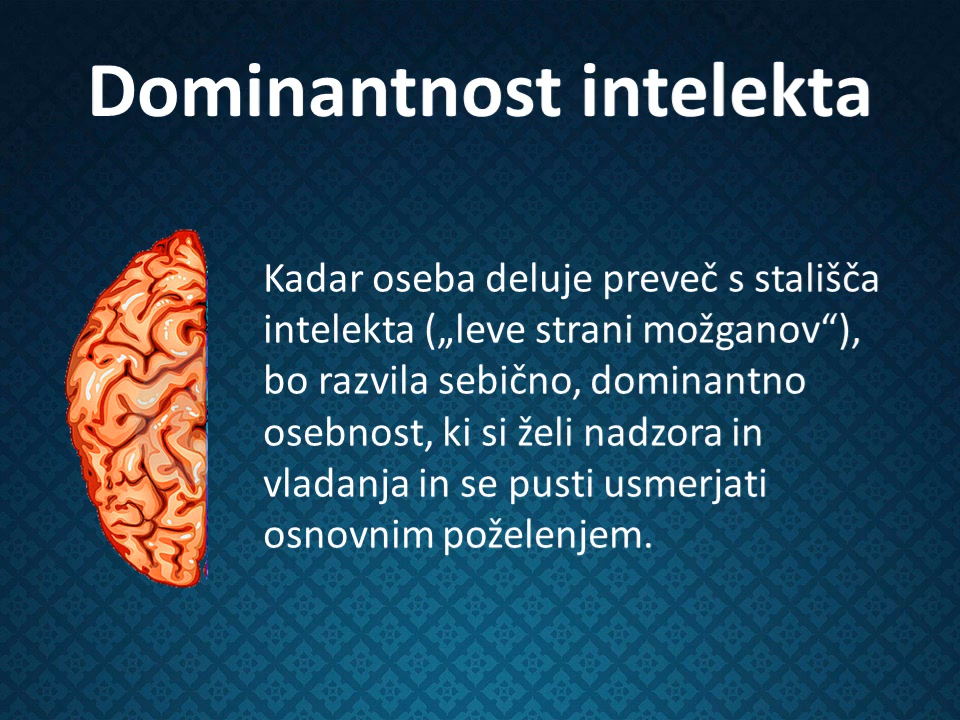 Dominantnost intelekta
Kadar oseba deluje preveč s stališča
intelekta („leve strani možganov“),
bo razvila sebično, dominantno
osebnost, ki si želi nadzora in
vladanja in se pusti usmerjati
osnovnim poželenjem.